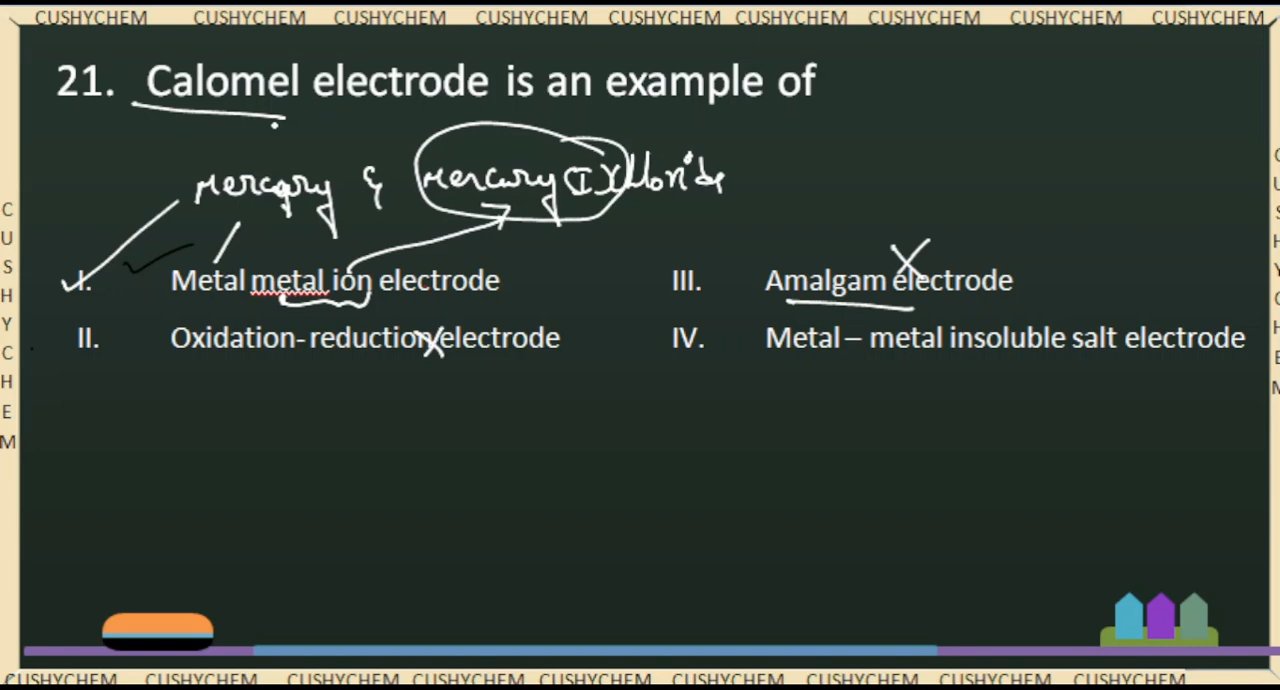 CUSHYCHEM CUSHYCHEM CUSHYCHEM CUSHYCHEM CUSHYCHEM CUSHYCHEM CUSHYCHEM CUSHYCHEM CUSHYCHEM
21. Calomel electrode is an example of
Mercury & Mercury (I) Chloride
I. Metal metal ion electrode
III. Amalgam electrode
II. Oxidation- reduction electrode
IV. Metal – metal insoluble salt electrode
CUSHYCHEM
CUSHYCHEM CUSHYCHEM CUSHYCHEM CUSHYCHEM CUSHYCHEM CUSHYCHEM CUSHYCHEM CUSHYCHEM CUSHYCHEM